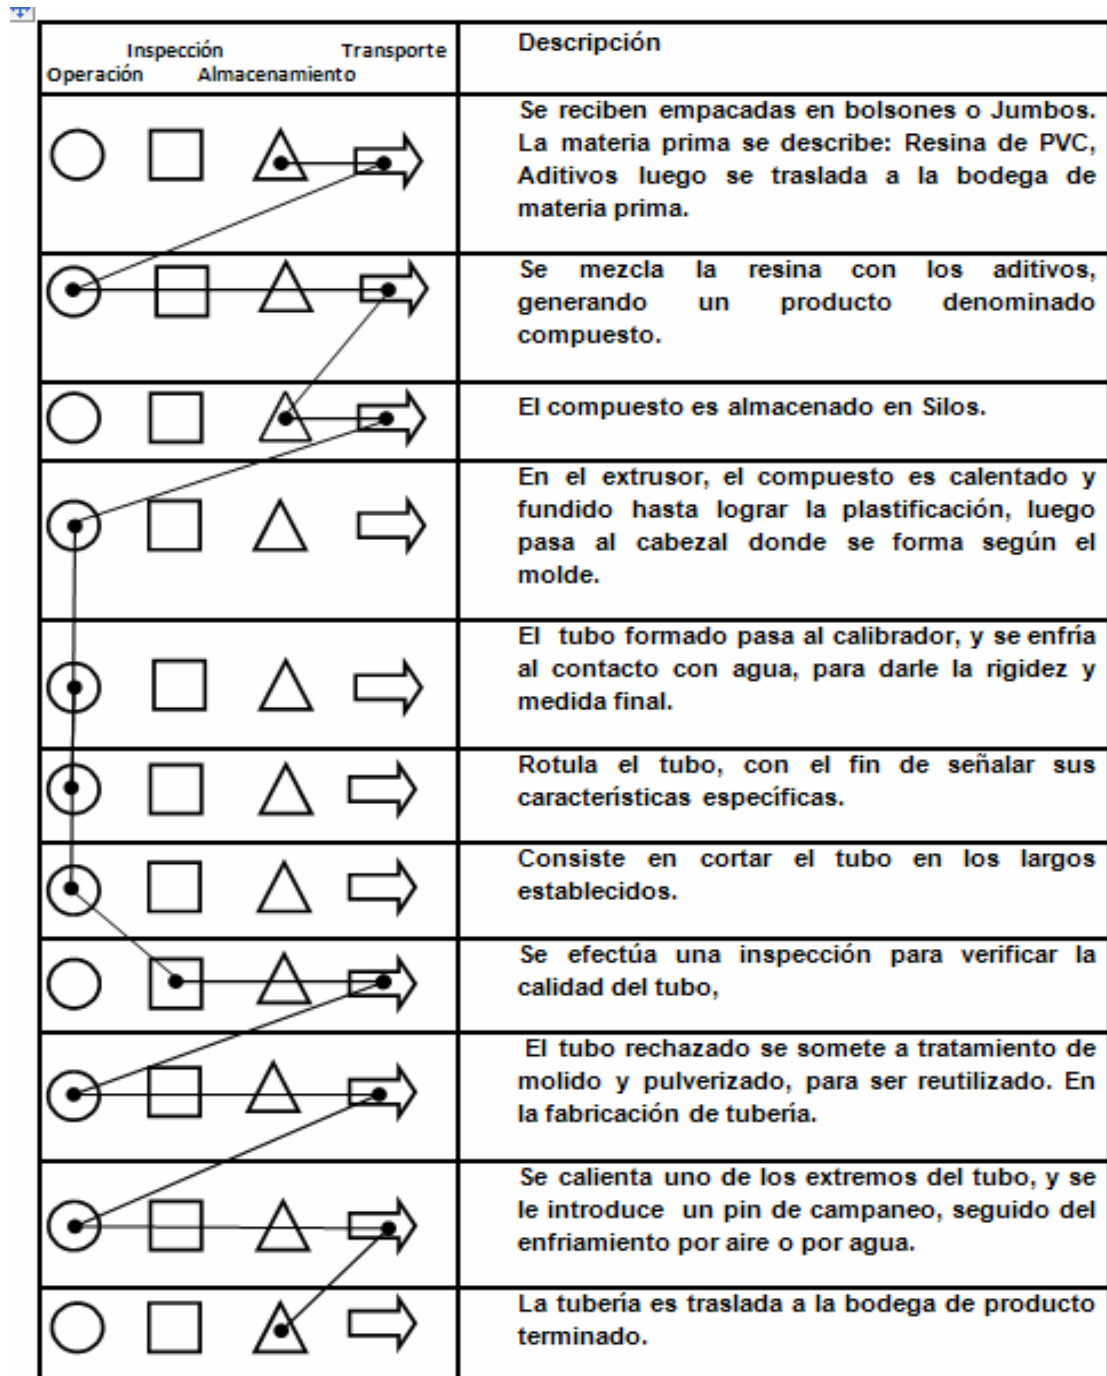 Inspección Transporte
Operación Almacenamiento
Descripción
Se reciben empacadas en bolsones o Jumbos.
La materia prima se describe: Resina de PVC,
Aditivos luego se traslada a la bodega de
materia prima.
Se mezcla la resina con los aditivos,
generando un producto denominado
compuesto.
El compuesto es almacenado en Silos.
En el extrusor, el compuesto es calentado y
fundido hasta lograr la plastificación, luego
pasa al cabezal donde se forma según el
molde.
El tubo formado pasa al calibrador, y se enfría
al contacto con agua, para darle la rigidez y
medida final.
Rotula el tubo, con el fin de señalar sus
características específicas.
Consiste en cortar el tubo en los largos
establecidos.
Se efectúa una inspección para verificar la
calidad del tubo,
El tubo rechazado se somete a tratamiento de
molido y pulverizado, para ser reutilizado. En
la fabricación de tubería.
Se calienta uno de los extremos del tubo, y se
le introduce un pin de campaneo, seguido del
enfriamiento por aire o por agua.
La tubería es traslada a la bodega de producto
terminado.